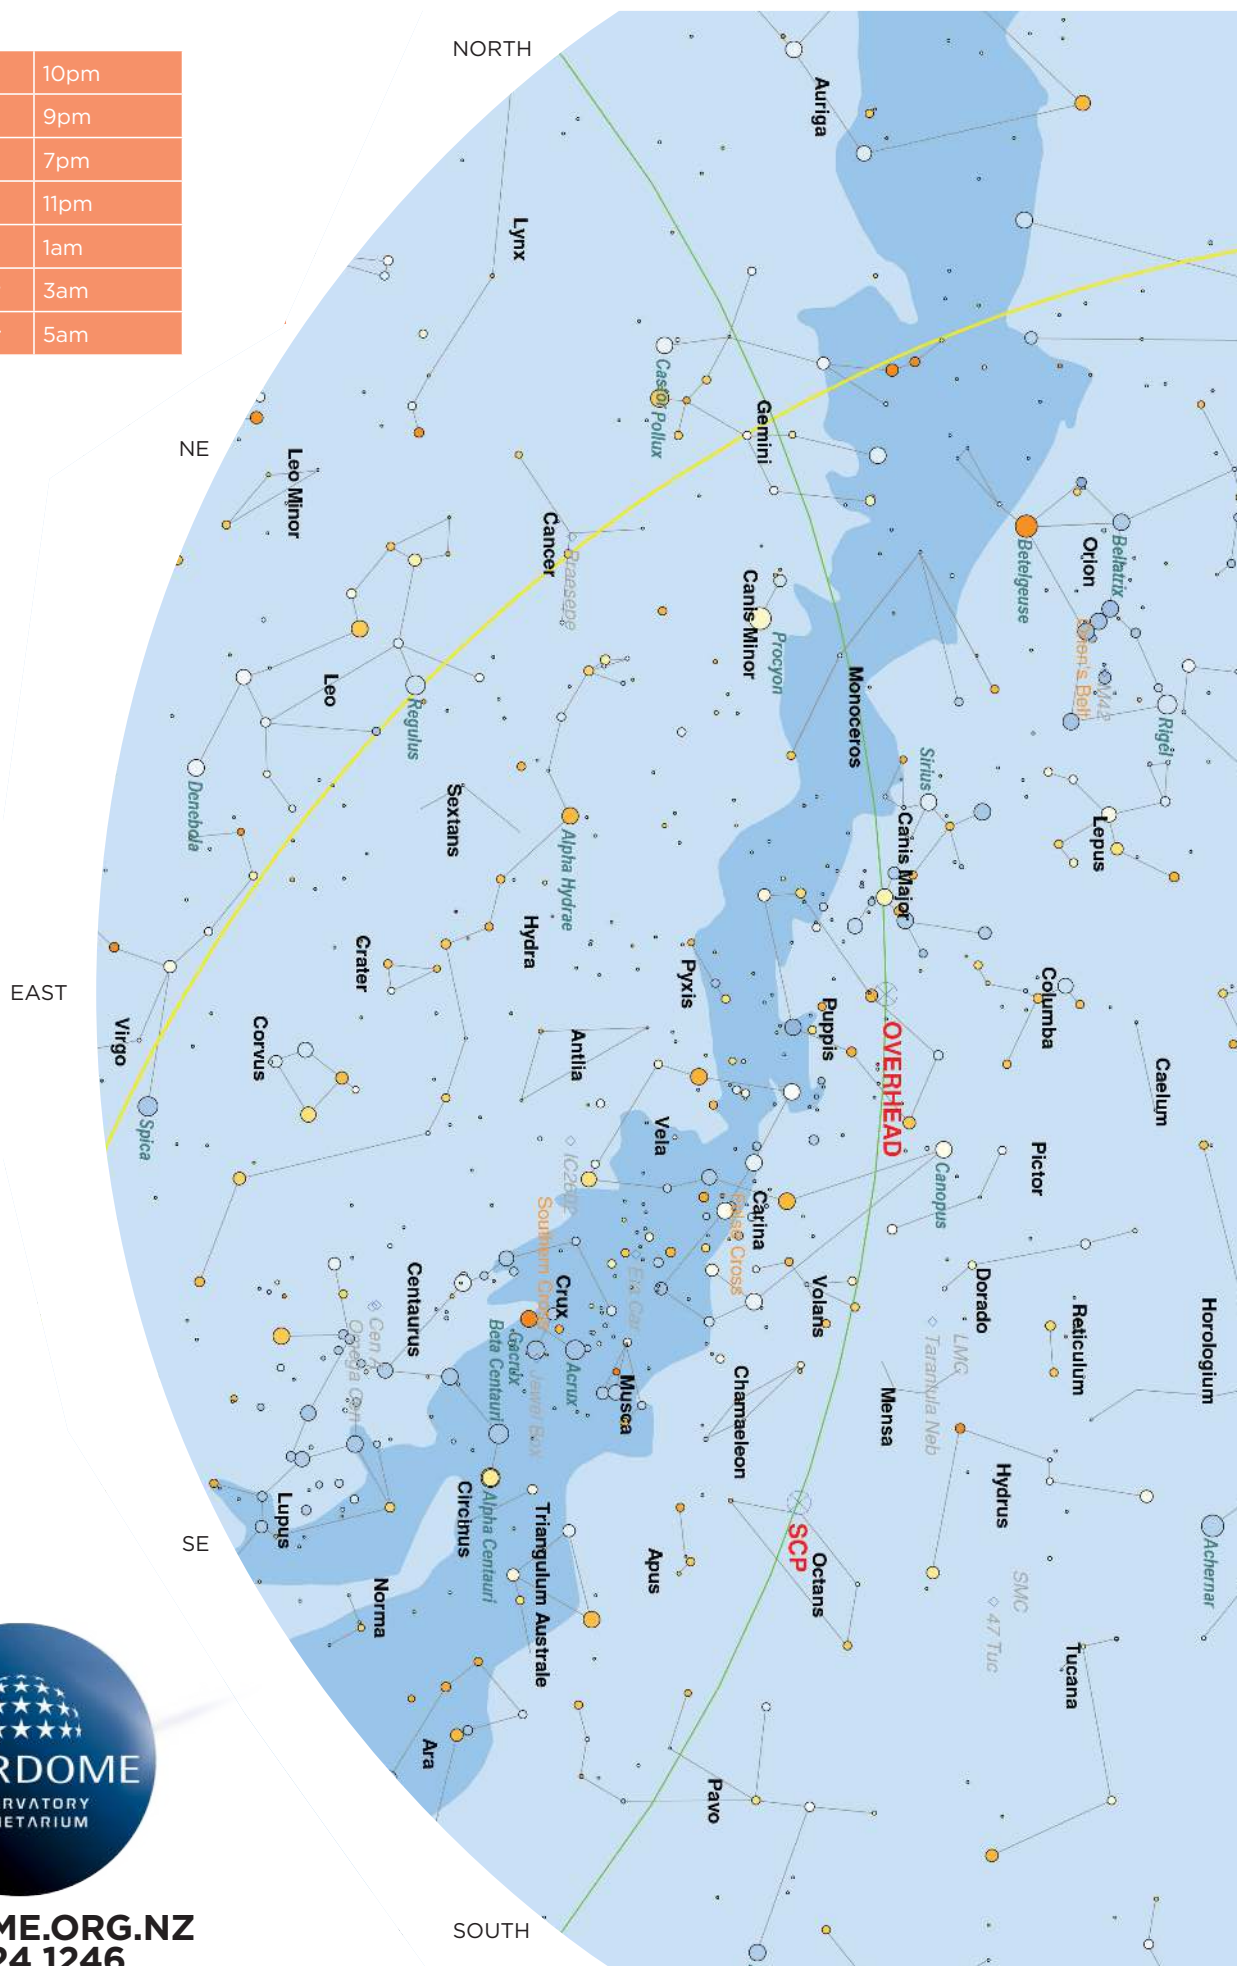 10pm
9pm
7pm
11pm
1am
3am
5am
NORTH
Auriga
Lynx
Castor
Pollux
Gemini
NE
Leo Minor
Cancer
Praesepe
Canis Minor
Procyon
Betelgeuse
Orion
Bellatrix
Orion's Belt
M42
Rigel
Monoceros
Leo
Regulus
Denebola
Sextans
Alpha Hydrae
Sirius
Canis Major
Lepus
Hydra
Crater
Pyxis
Puppis
Columba
EAST
Virgo
Corvus
Antlia
OVERHEAD
Caelum
Spica
Vela
IC2602
Pictor
Canopus
Carina
False Cross
Southern Cross
Crux
Eta Car
Centaurus
Cen A
Omega Cen
Beta Centauri
Gacrux
Acrux
Jewel Box
Musca
Volans
Dorado
LMG
Tarantula Neb
Reticulum
Horologium
Chamaeleon
Mensa
Hydrus
Achernar
Lupus
SE
Circinus
Alpha Centauri
Triangulum Australe
Apus
SCP
Octans
SMC
47 Tuc
Tucana
Norma
Ara
Pavo
SOUTH
RDOME
RVATORY
ETARIUM
ME.ORG.NZ
24 1246